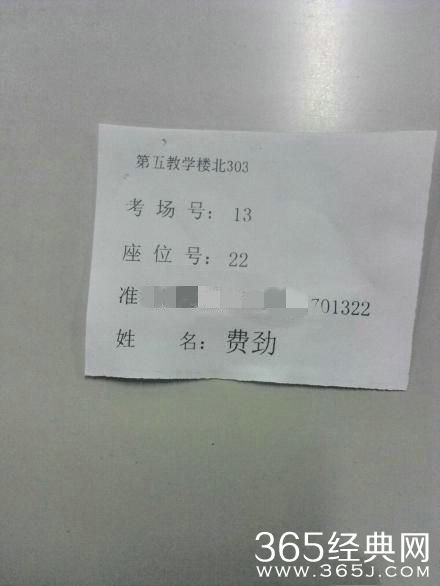 第五教学楼北303
考 场 号： 13
座 位 号： 22
准 701322
姓 名： 费劲
365经典网
WWW.365J.COM